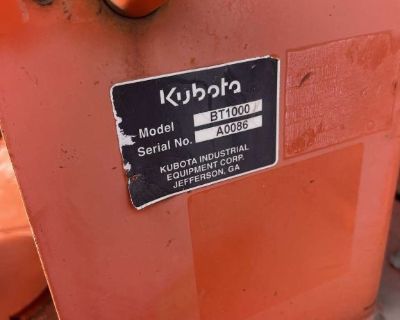 Kubota
Model BT1000
Serial No. A0086
KUBOTA INDUSTRIAL
EQUIPMENT CORP.
JEFFERSON, GA